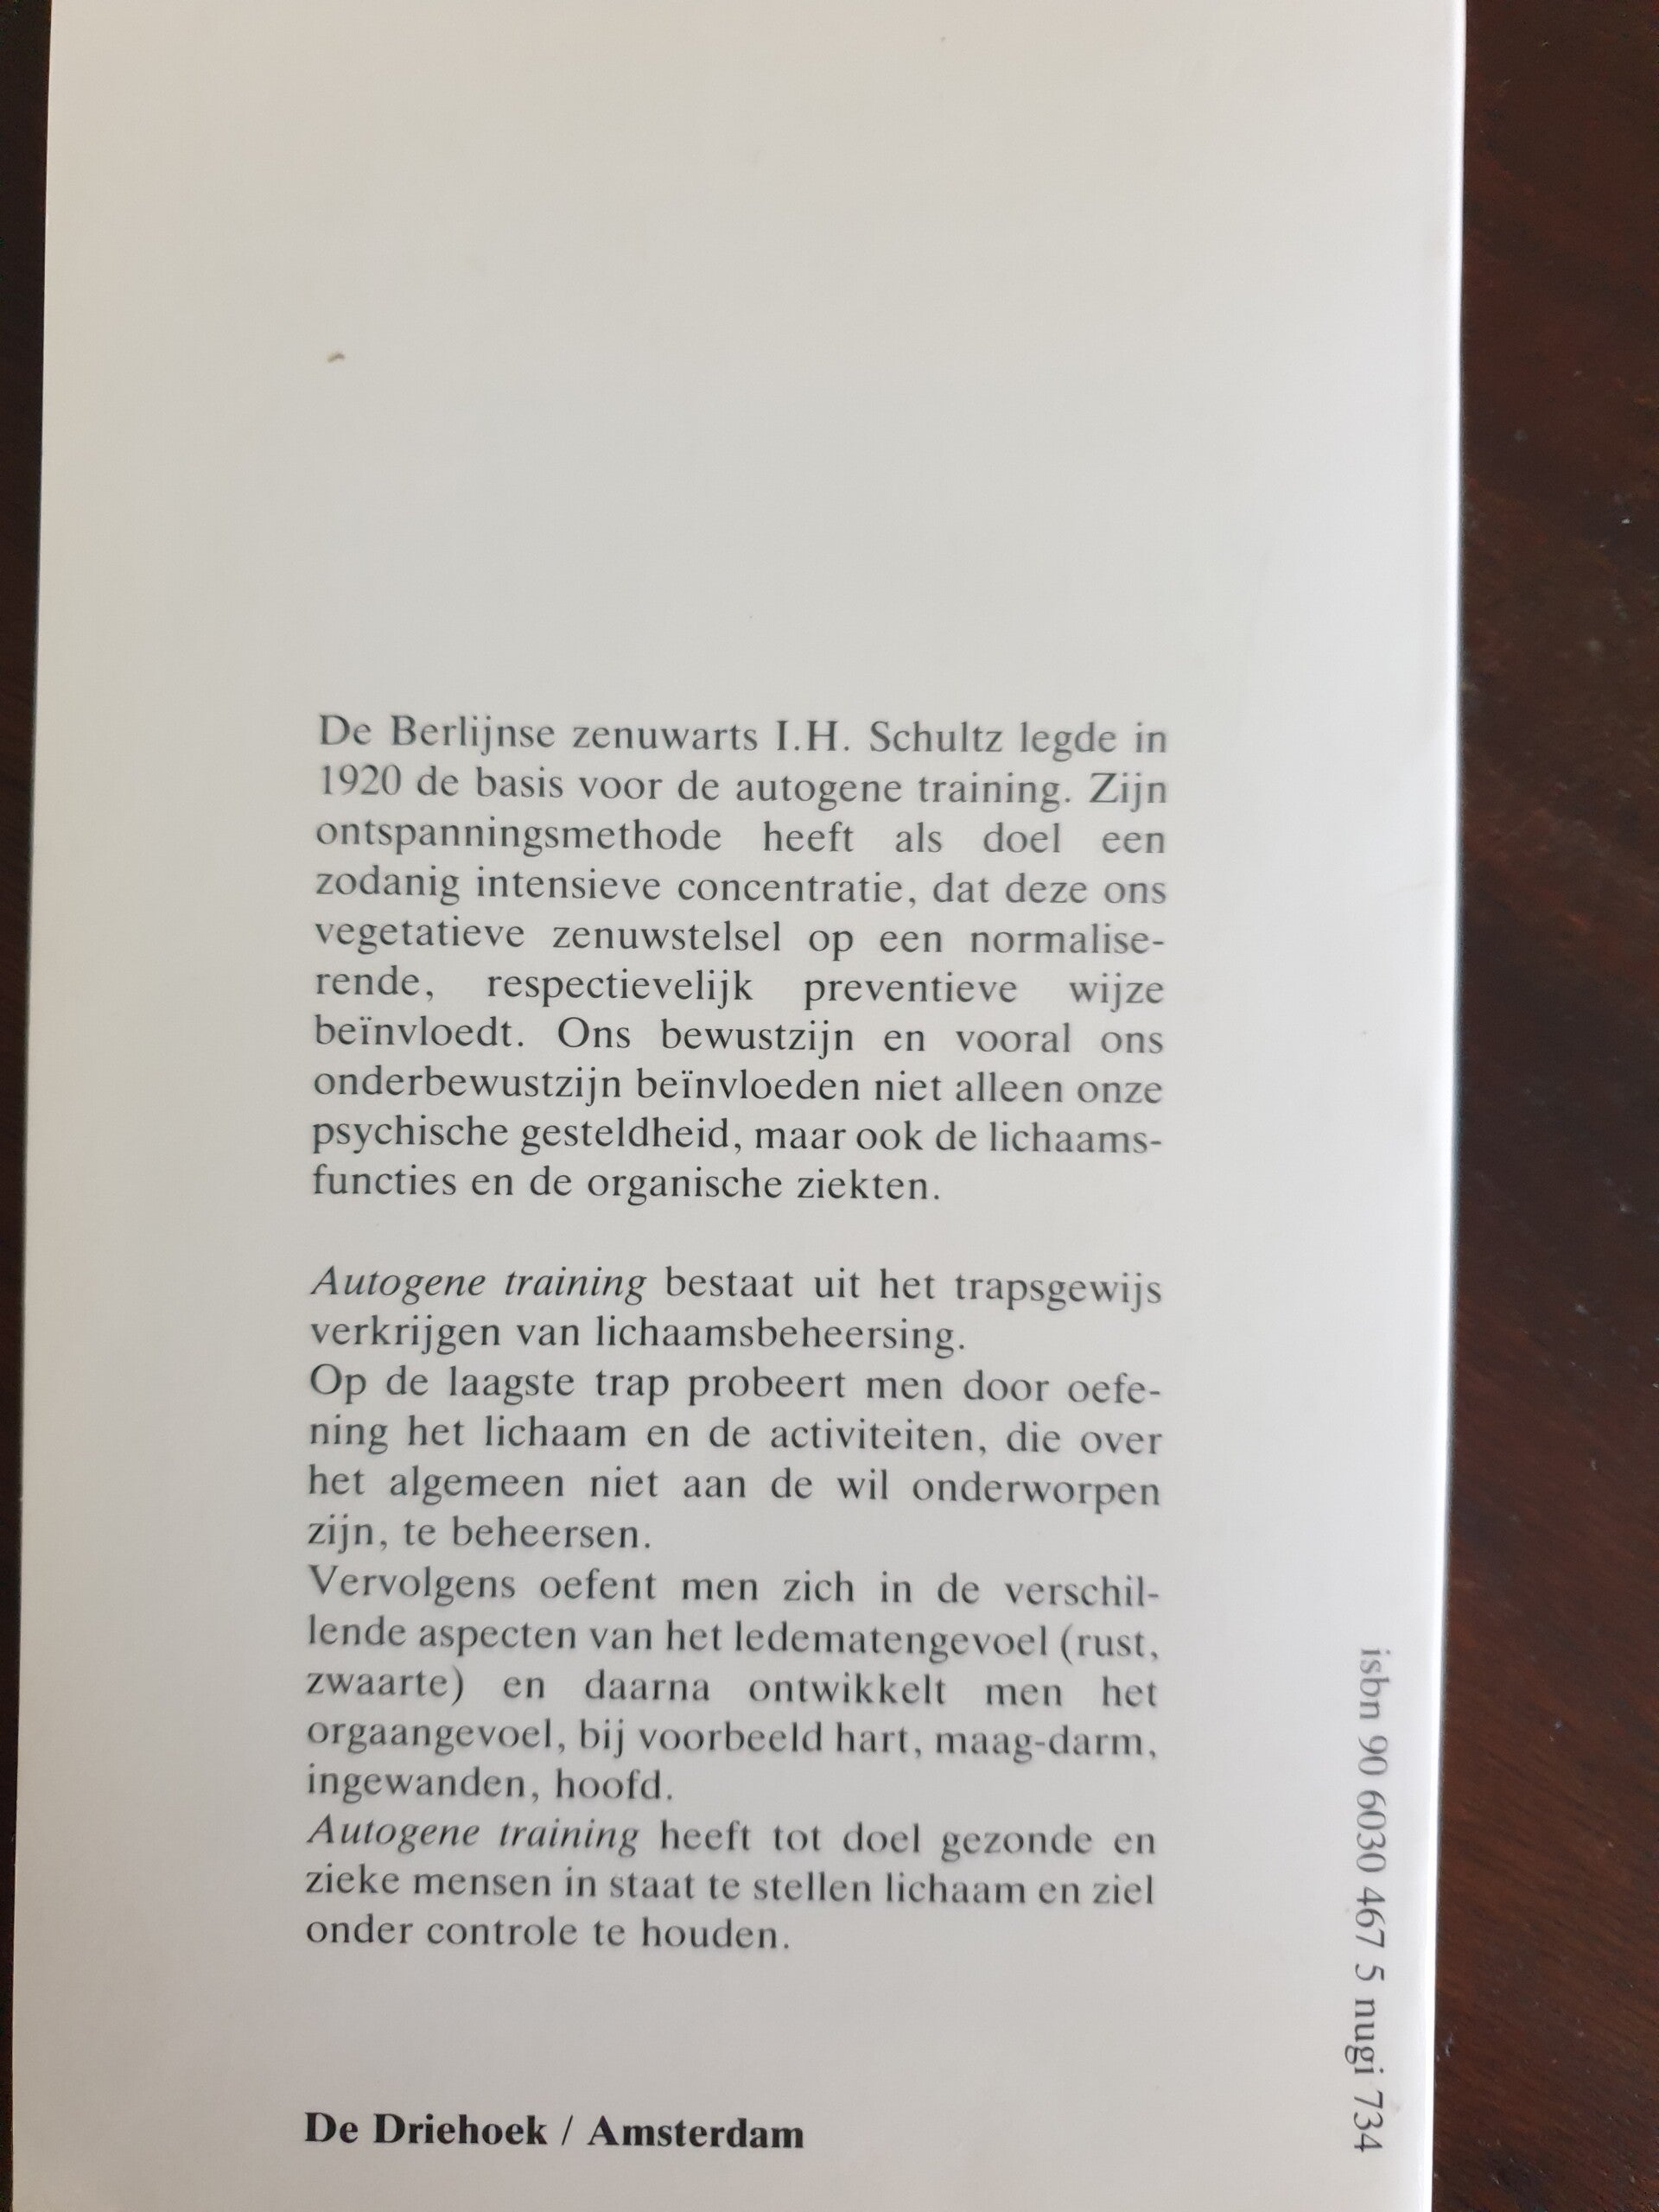 De Berlijnse zenuwarts I.H. Schultz legde in
1920 de basis voor de autogene training. Zijn
ontspanningsmethode heeft als doel een
zodanig intensieve concentratie, dat deze ons
vegetatieve zenuwstelsel op een normalise-
rende, respectievelijk preventieve wijze
beïnvloedt. Ons bewustzijn en vooral ons
onderbewustzijn beïnvloeden niet alleen onze
psychische gesteldheid, maar ook de lichaams-
functies en de organische ziekten.
Autogene training bestaat uit het trapsgewijs
verkrijgen van lichaamsbeheersing.
Op de laagste trap probeert men door oefe-
ning het lichaam en de activiteiten, die over
het algemeen niet aan de wil onderworpen
zijn, te beheersen.
Vervolgens oefent men zich in de verschil-
lende aspecten van het ledematengevoel (rust,
zwaarte) en daarna ontwikkelt men het
orgaangevoel, bij voorbeeld hart, maag-darm,
ingewanden, hoofd.
Autogene training heeft tot doel gezonde en
zieke mensen in staat te stellen lichaam en ziel
onder controle te houden.
De Driehoek / Amsterdam
isbn 90 6030 467 5 nugi 734